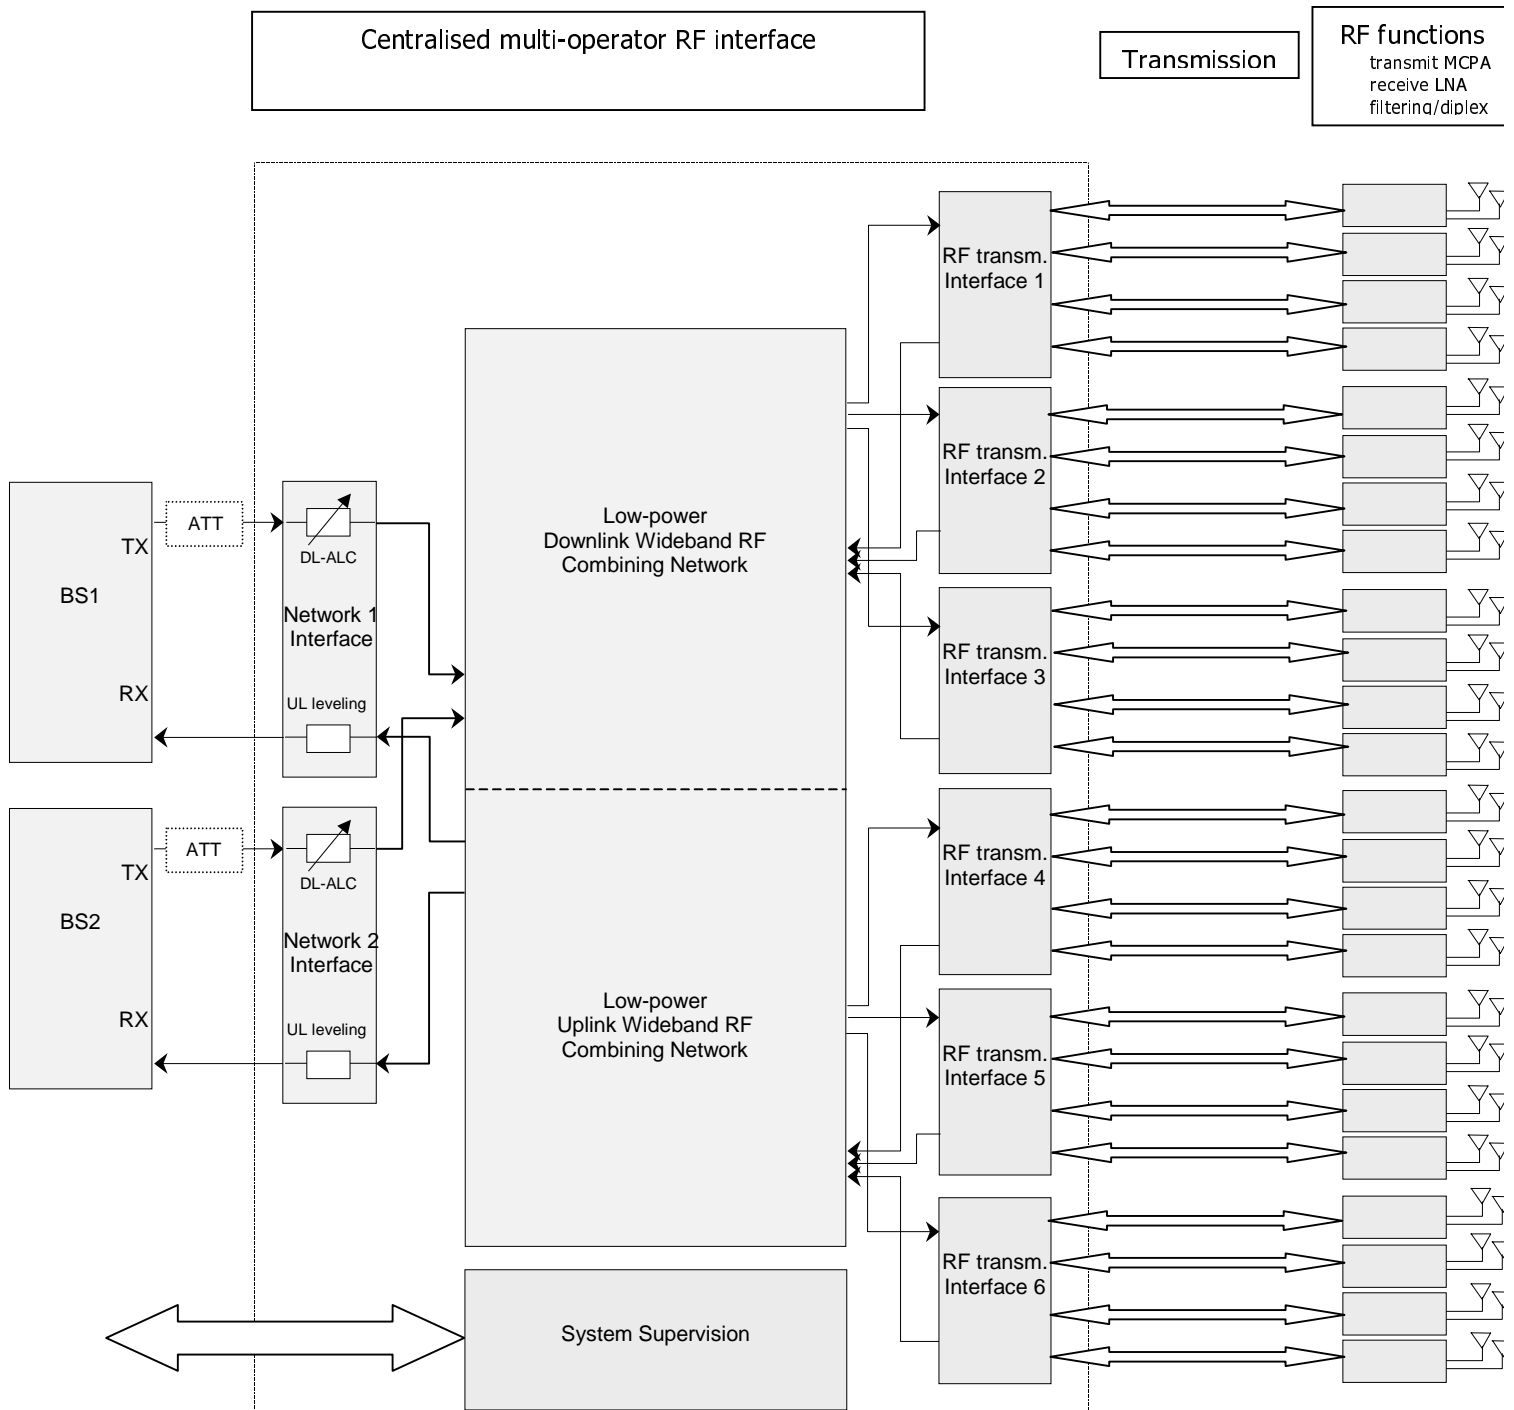 Centralised multi-operator RF interface
Transmission
RF functions
transmit MCPA
receive LNA
filtering/diplex
RF transm.
Interface 1
RF transm.
Interface 2
RF transm.
Interface 3
RF transm.
Interface 4
RF transm.
Interface 5
RF transm.
Interface 6
Low-power
Downlink Wideband RF
Combining Network
Low-power
Uplink Wideband RF
Combining Network
System Supervision
BS1
TX
RX
ATT
DL-ALC
Network 1
Interface
UL leveling
BS2
TX
RX
ATT
DL-ALC
Network 2
Interface
UL leveling